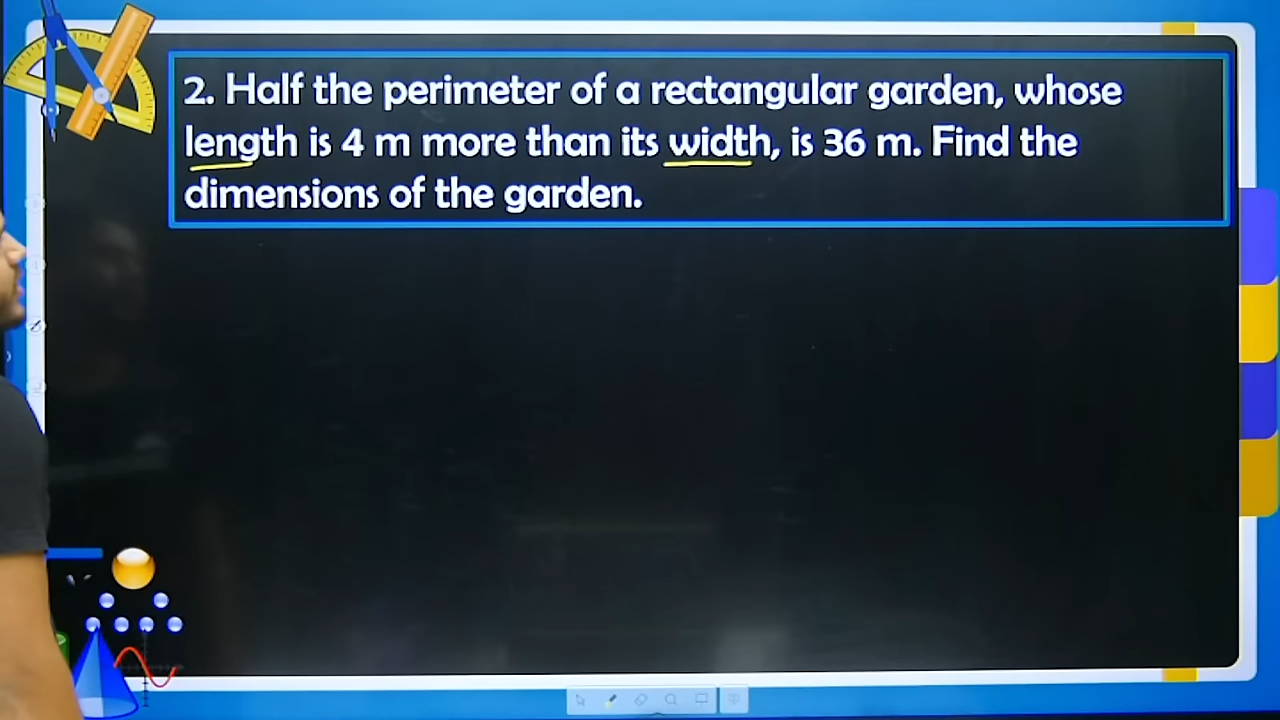 2. Half the perimeter of a rectangular garden, whose
length is 4 m more than its width, is 36 m. Find the
dimensions of the garden.